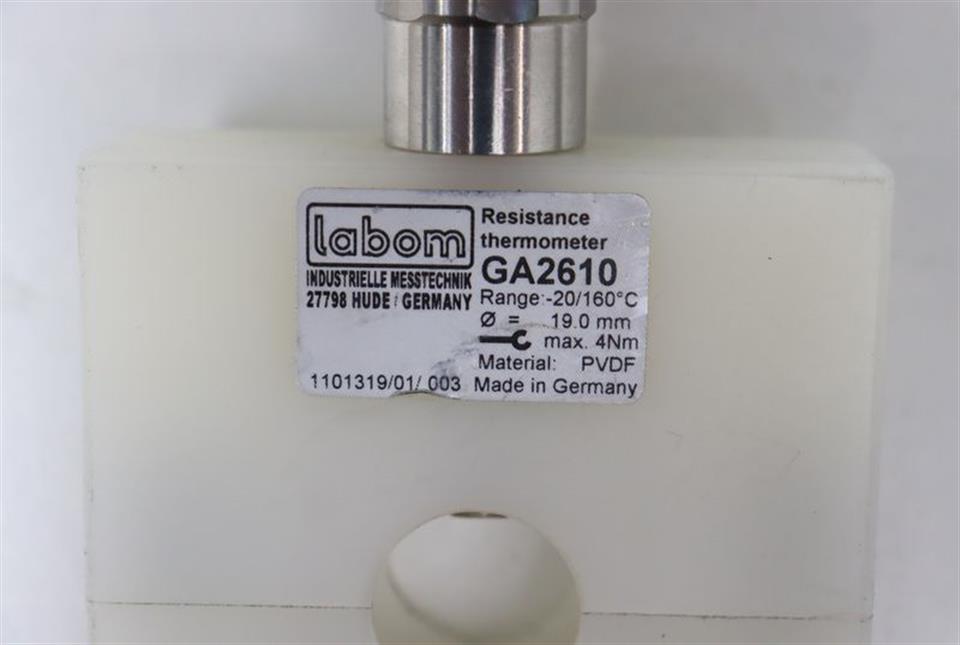 labom
INDUSTRIELLE MESSTECHNIK
27798 HUDE / GERMANY
1101319/01/ 003
Resistance
thermometer
GA2610
Range:-20/160°C
Ø = 19.0 mm
max. 4Nm
Material: PVDF
Made in Germany